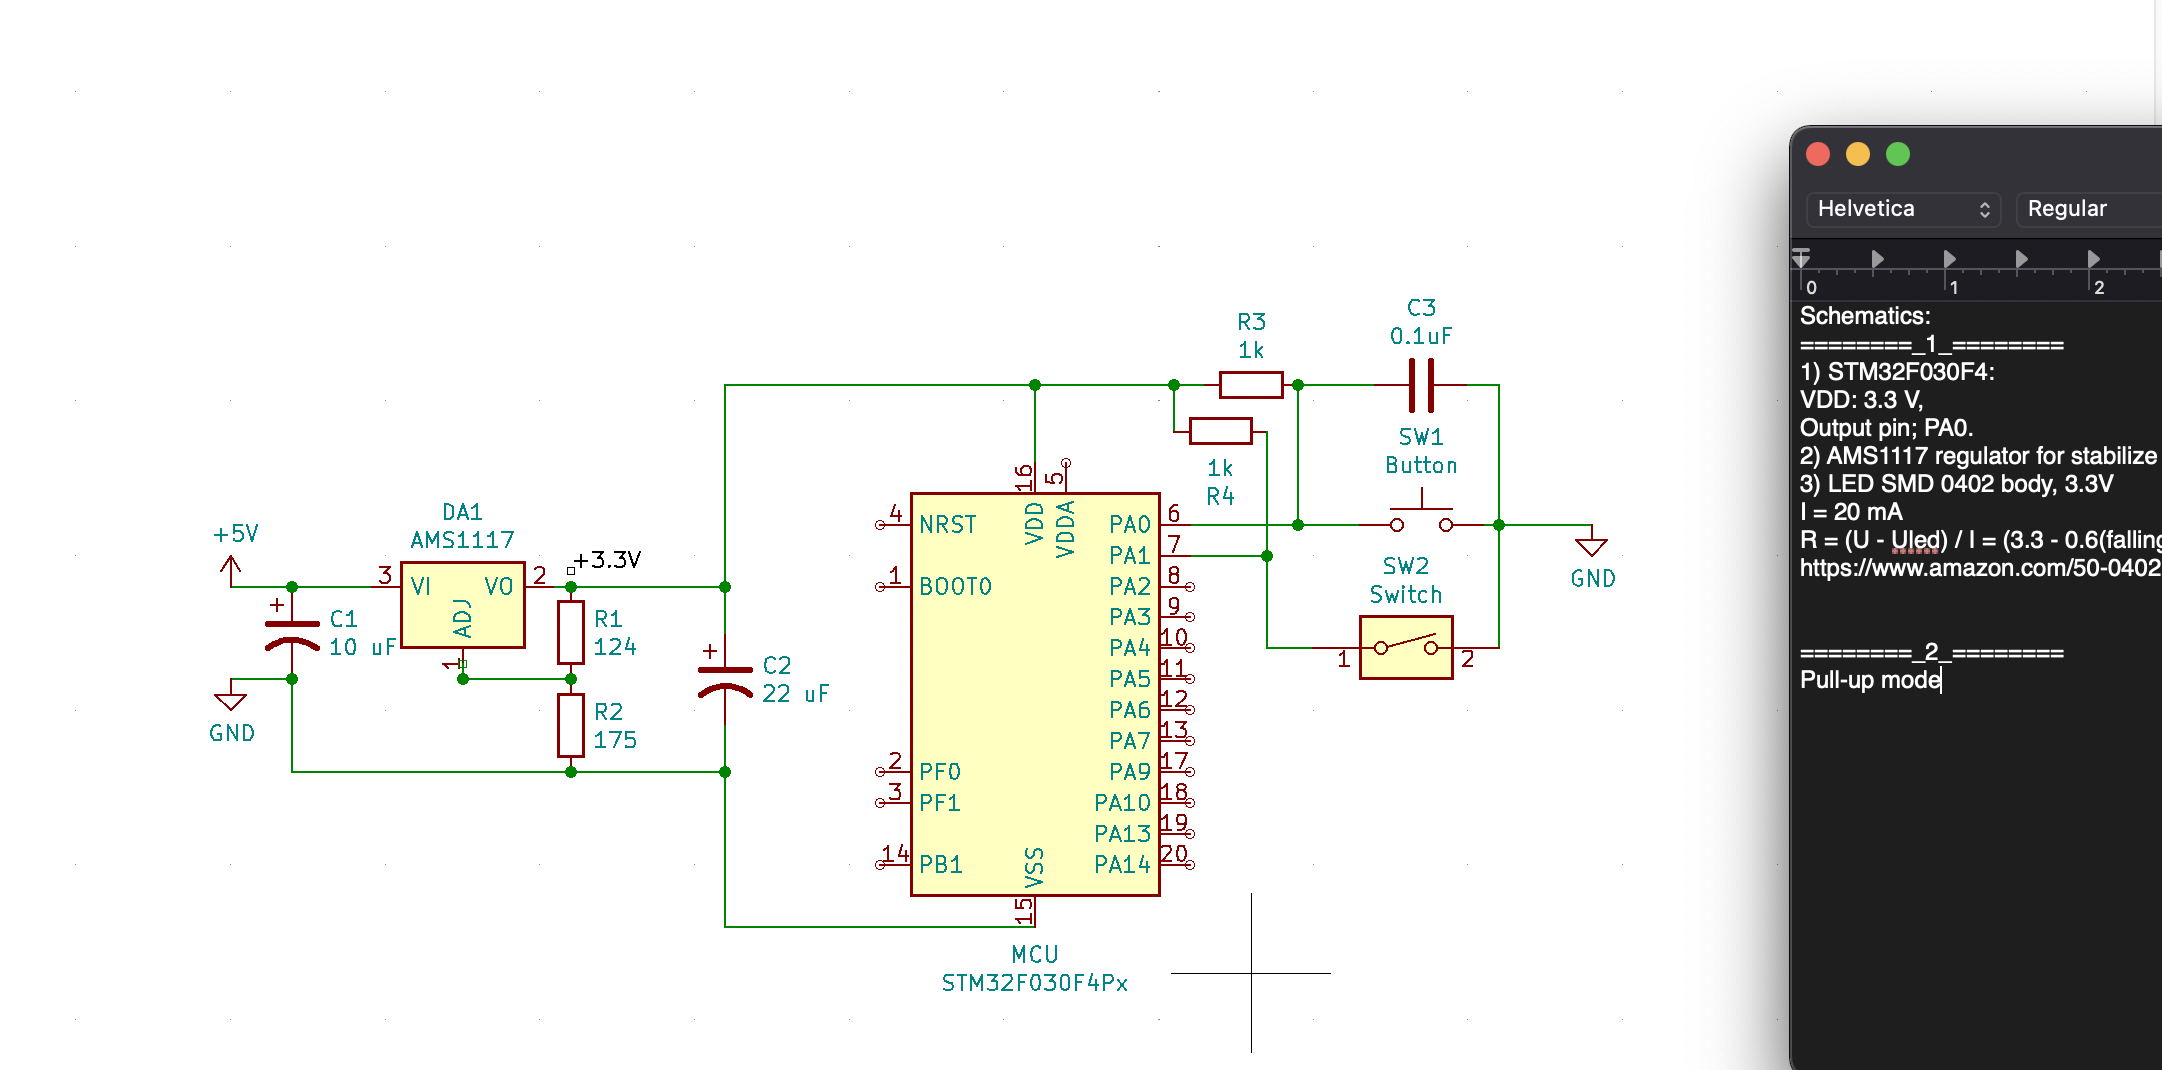 C3
0.1uF
R3
1k
SW1
Button
1k
R4
+5V
DA1
AMS1117
3
VI
VO
2
ADJ
1
+3.3V
+
C1
10 uF
R1
124
GND
R2
175
+
C2
22 uF
16
5
VDD
VDDA
4
NRST
1
BOOT0
2
PF0
3
PF1
14
PB1
VSS
15
PA0
6
PA1
7
PA2
8
PA3
9
PA4
10
PA5
11
PA6
12
PA7
13
PA9
17
PA10
18
PA13
19
PA14
20
MCU
STM32F030F4Px
SW2
Switch
1
2
GND
Helvetica
Regular
0
1
2
Schematics:
========_1_========
1) STM32F030F4:
VDD: 3.3 V,
Output pin; PA0.
2) AMS1117 regulator for stabilize
3) LED SMD 0402 body, 3.3V
I = 20 mA
R = (U - Uled) / I = (3.3 - 0.6(falling
https://www.amazon.com/50-0402
========_2_========
Pull-up mode